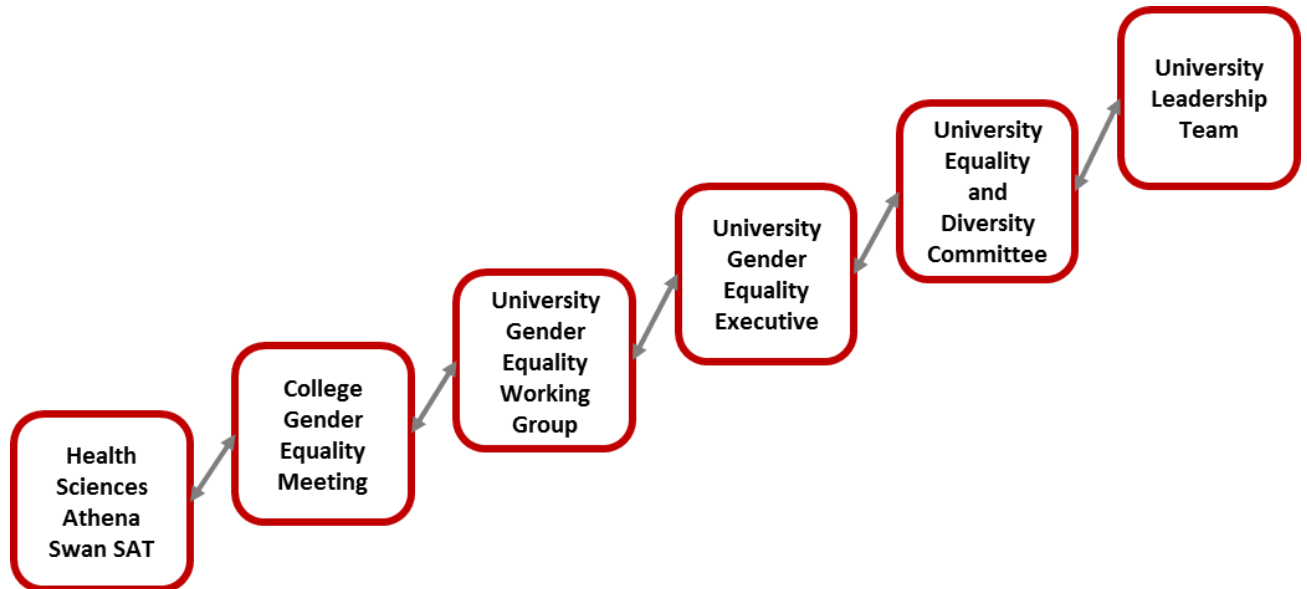 Health
Sciences
Athena
Swan SAT
College
Gender
Equality
Meeting
University
Gender
Equality
Working
Group
University
Gender
Equality
Executive
University
Equality
and
Diversity
Committee
University
Leadership
Team